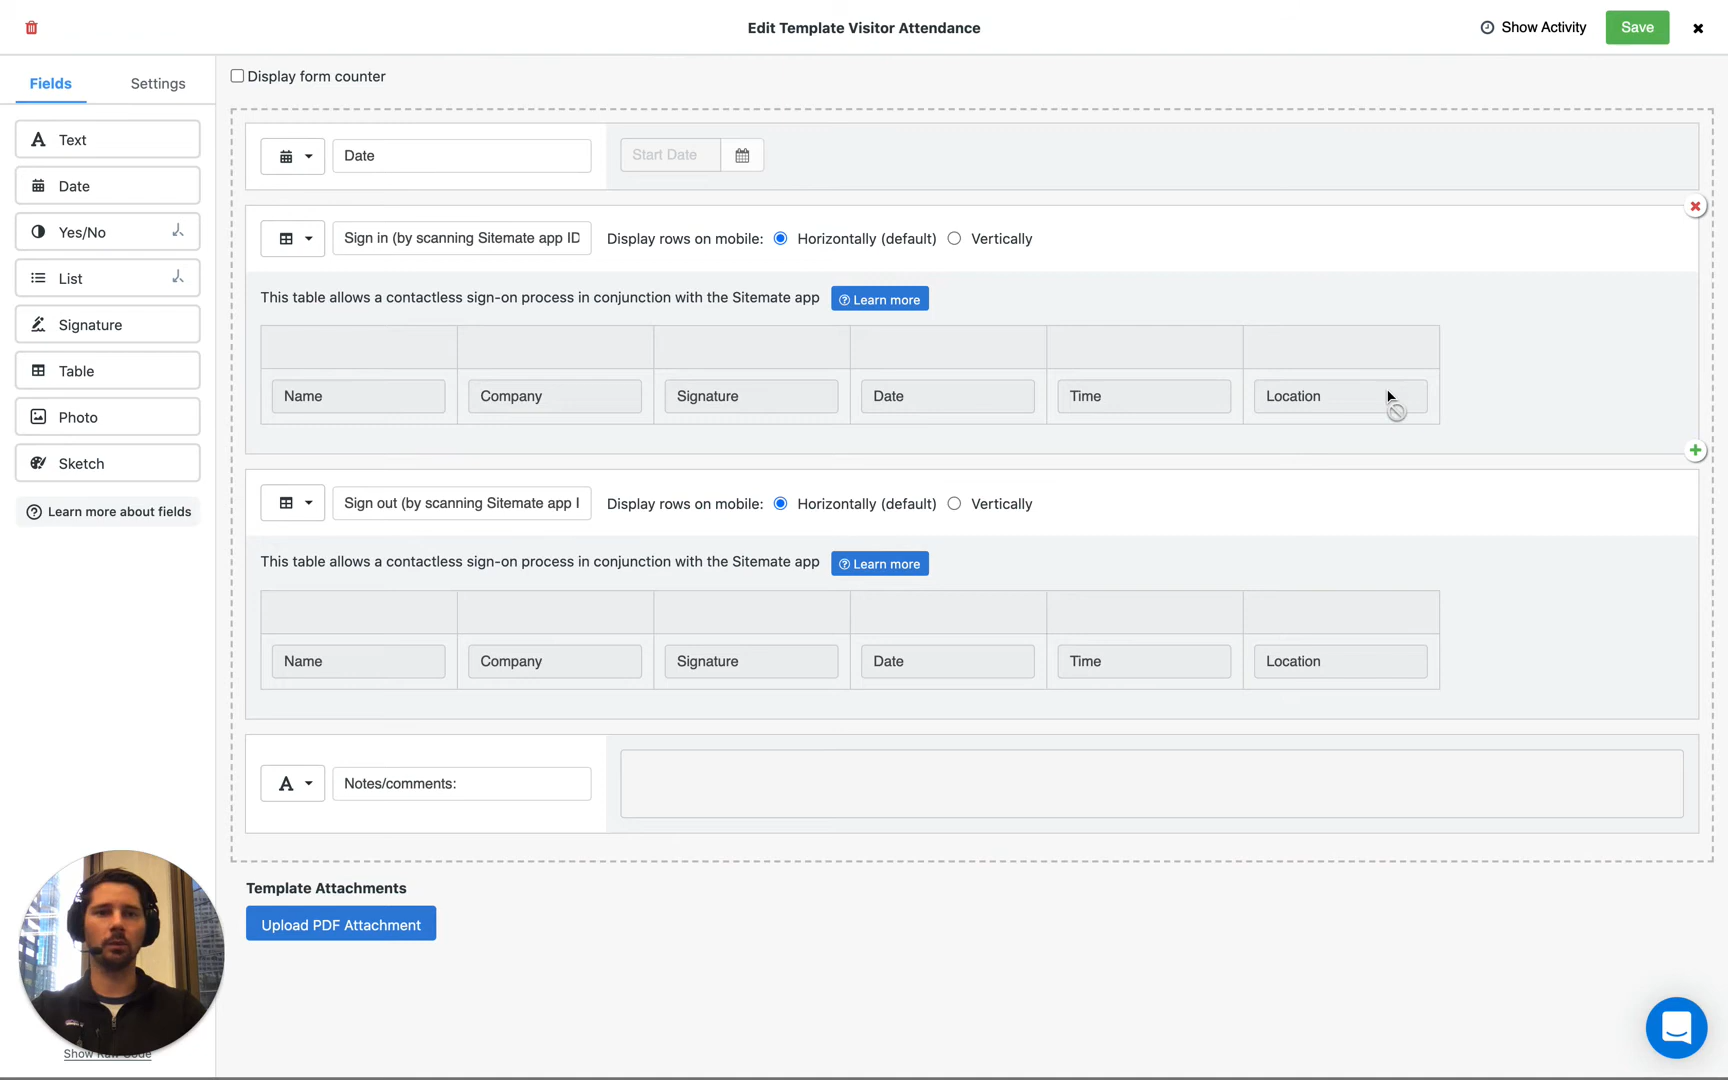 Edit Template Visitor Attendance
Show Activity
Save
Fields
Settings
Display form counter
Text
Date
Yes/No
List
Signature
Table
Photo
Sketch
Learn more about fields
Date
Start Date
Sign in (by scanning Sitemate app ID
Display rows on mobile:
Horizontally (default)
Vertically
This table allows a contactless sign-on process in conjunction with the Sitemate app
Learn more
Name
Company
Signature
Date
Time
Location
Sign out (by scanning Sitemate app I
Display rows on mobile:
Horizontally (default)
Vertically
This table allows a contactless sign-on process in conjunction with the Sitemate app
Learn more
Name
Company
Signature
Date
Time
Location
Notes/comments:
Template Attachments
Upload PDF Attachment
Show Raw Code